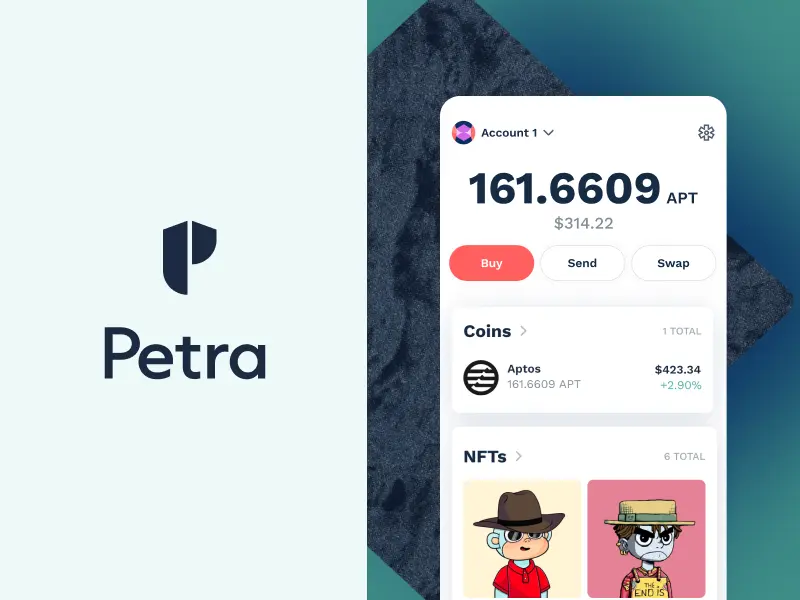 Petra
Account 1
161.6609 APT
$314.22
Buy
Send
Swap
Coins
1 TOTAL
Aptos
$423.34
161.6609 APT
+2.90%
NFTs
6 TOTAL
THE
END IS